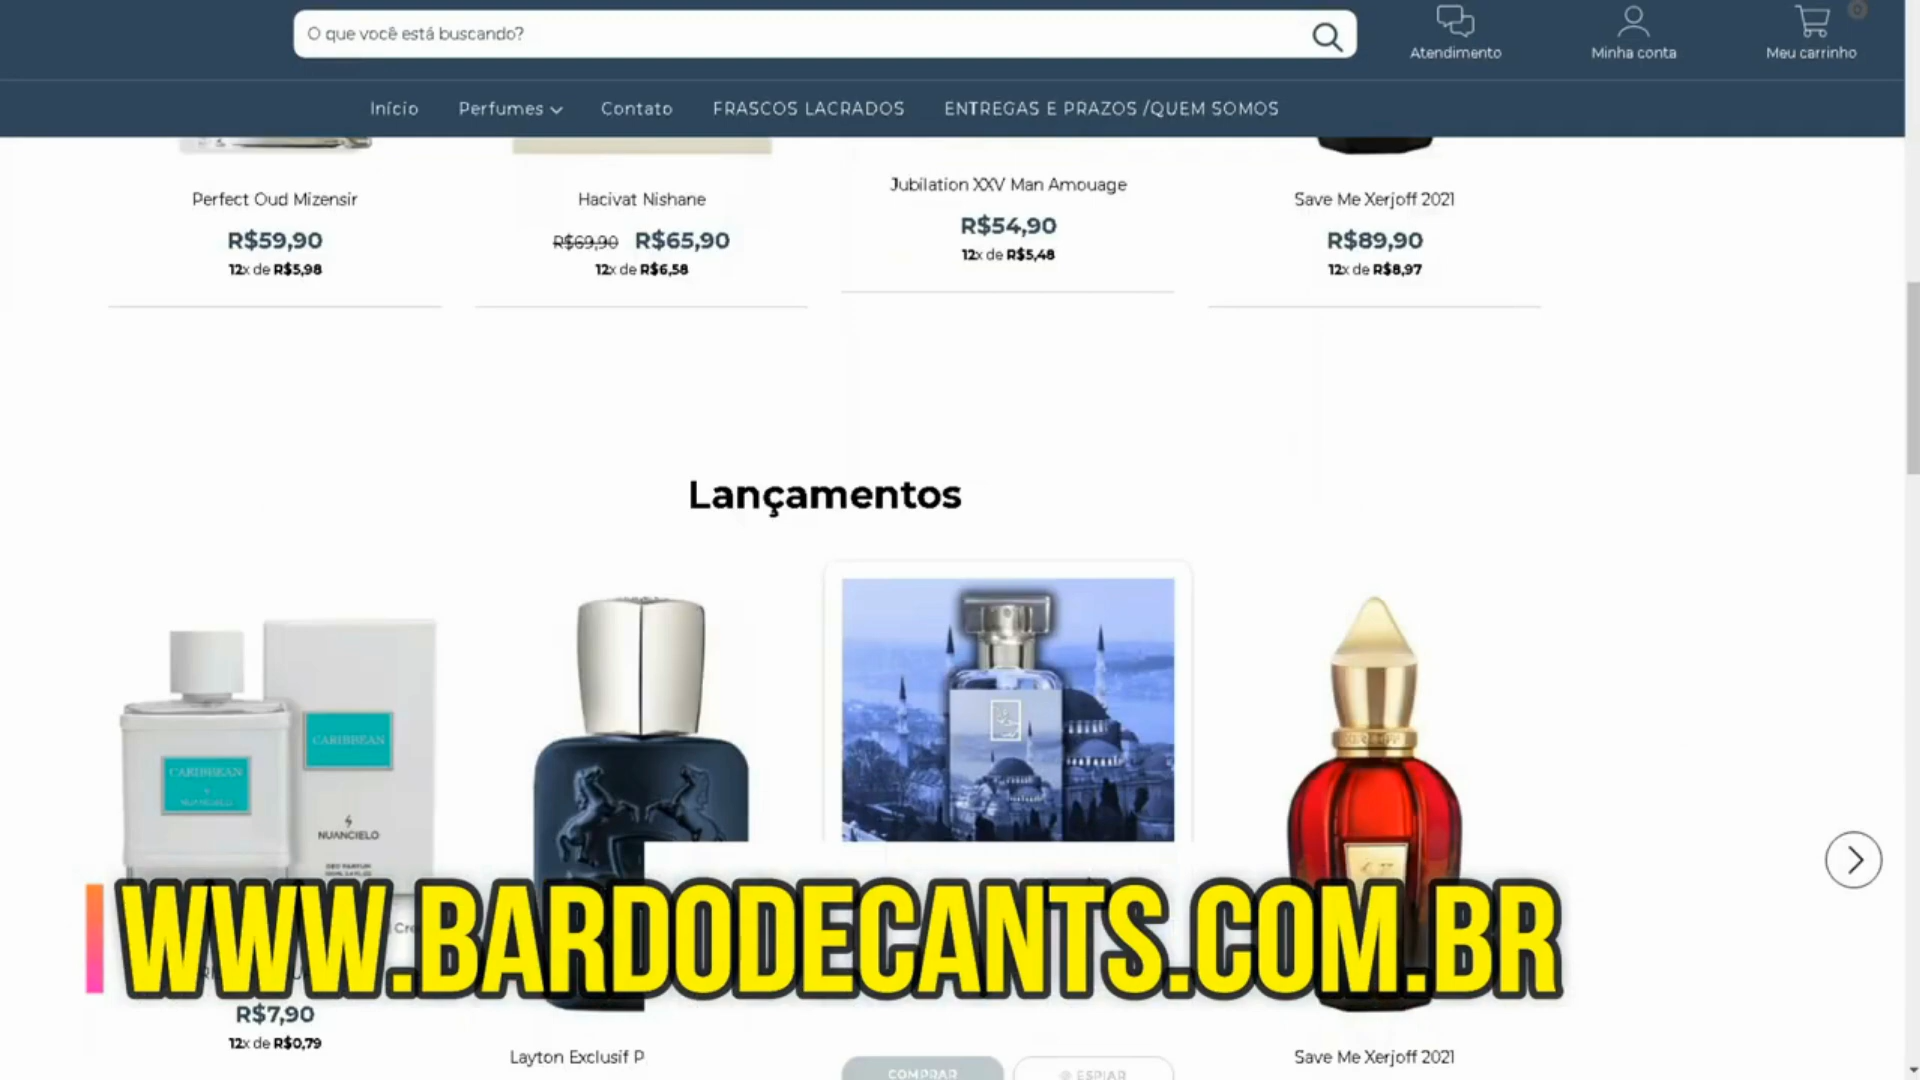 O que você está buscando?
Atendimento
Minha conta
0
Meu carrinho
Início
Perfumes
Contato
FRASCOS LACRADOS
ENTREGAS E PRAZOS /QUEM SOMOS
Perfect Oud Mizensir
R$59,90
12x de R$5,98
Hacivat Nishane
R$69,90 R$65,90
12x de R$6,58
Jubilation XXV Man Amouage
R$54,90
12x de R$5,48
Save Me Xerjoff 2021
R$89,90
12x de R$8,97
Lançamentos
CARIBBEAN
CARIBBEAN
NUANCIELO
WWW.BARDODECANTS.COM.BR
R$7,90
12x de R$0,79
Layton Exclusif P
COMPRAR
ESPIAR
Save Me Xerjoff 2021